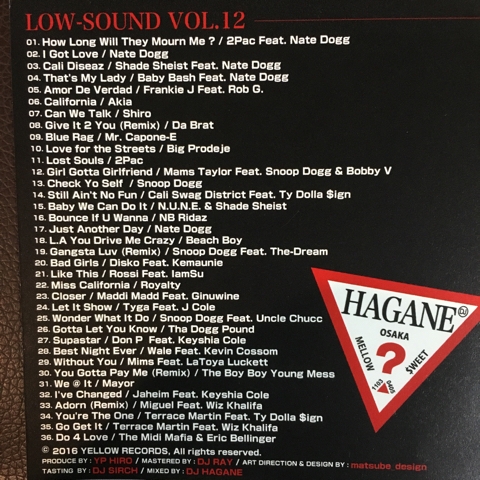 LOW-SOUND VOL.12
01.How Long Will They Mourn Me ? / 2Pac Feat. Nate Dogg
02.I Got Love / Nate Dogg
03.Cali Diseaz / Shade Sheist Feat. Nate Dogg
04.That's My Lady / Baby Bash Feat. Nate Dogg
05.Amor De Verdad / Frankie J Feat. Rob G.
06.California / Akia
07.Can We Talk / Shiro
08.Give It 2 You (Remix) / Da Brat
09.Blue Rag / Mr. Capone-E
10.Love for the Streets / Big Prodeje
11.Lost Souls / 2Pac
12.Girl Gotta Girlfriend / Mams Taylor Feat. Snoop Dogg & Bobby V
13.Check Yo Self / Snoop Dogg
14.Still Ain't No Fun / Cali Swag District Feat. Ty Dolla $ign
15.Baby We Can Do It / N.U.N.E. & Shade Sheist
16.Bounce If U Wanna / NB Ridaz
17.Just Another Day / Nate Dogg
18.L.A You Drive Me Crazy / Beach Boy
19.Gangsta Luv (Remix) / Snoop Dogg Feat. The-Dream
20.Bad Girls / Disko Feat. Kemaunie
21.Like This / Rossi Feat. IamSu
22.Miss California / Royalty
23.Closer / Maddi Madd Feat. Ginuwine
24.Let It Show / Tyga Feat. J Cole
25.Wonder What It Do / Snoop Dogg Feat. Uncle Chucc
26.Gotta Let You Know / Tha Dogg Pound
27.Supastar / Don P Feat. Keyshia Cole
28.Best Night Ever / Wale Feat. Kevin Cossom
29.Without You / Mims Feat. LaToya Luckett
30.You Gotta Pay Me (Remix) / The Boy Boy Young Mess
31.We @ It / Mayor
32.I've Changed / Jaheim Feat. Keyshia Cole
33.Adorn (Remix) / Miguel Feat. Wiz Khalifa
34.You're The One / Terrace Martin Feat. Ty Dolla $ign
35.Go Get It / Terrace Martin Feat. Wiz Khalifa
36.Do 4 Love / The Midi Mafia & Eric Bellinger
© 2016 YELLOW RECORDS, All rights reserved.
PRODUCE BY : YP HIRO / MASTERED BY : DJ RAY / ART DIRECTION & DESIGN BY : matsube_design
TASTING BY : DJ SIRCH / MIXED BY : DJ HAGANE
HAGANE DJ
OSAKA
MELLOW ? $WEET
1103 0405